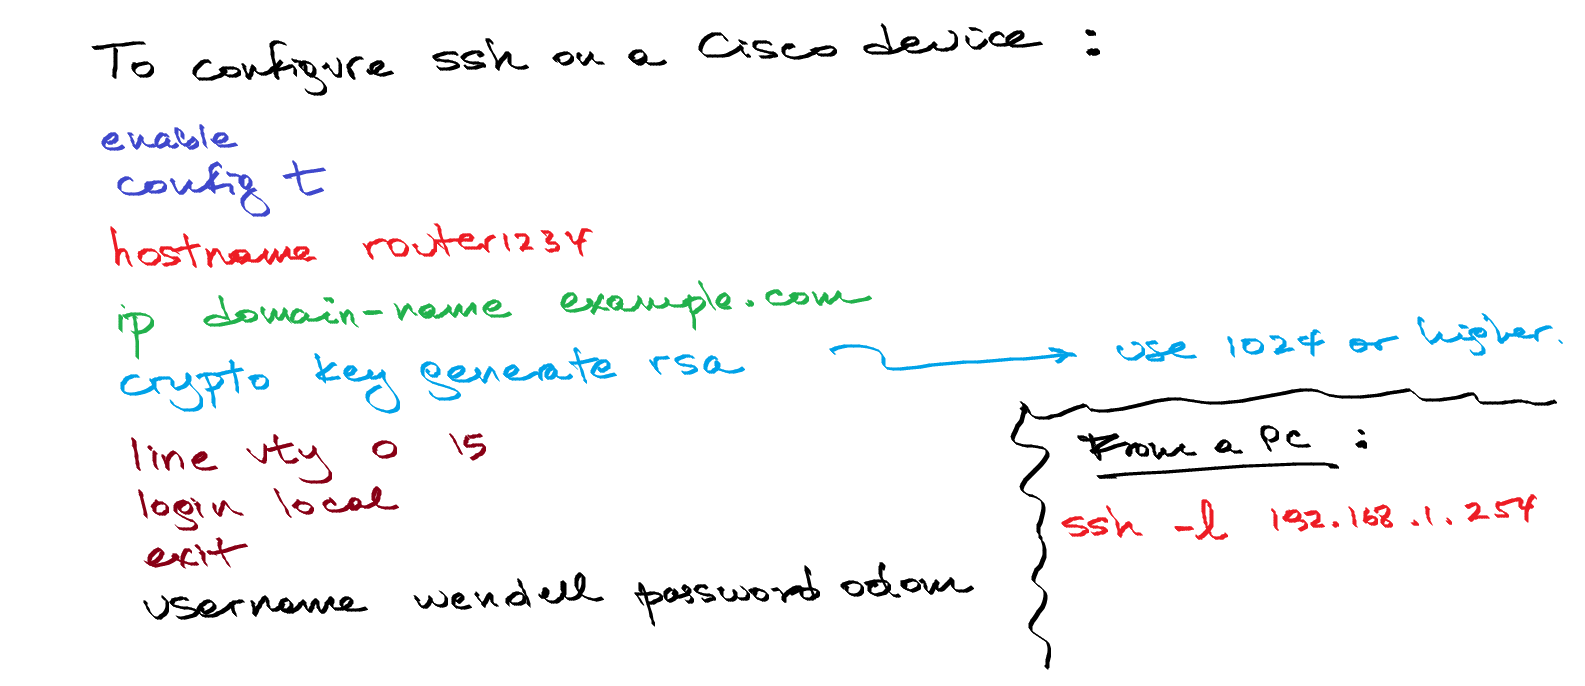 To configure ssh on a Cisco device :
enable
config t
hostname router1234
ip domain-name example.com
crypto key generate rsa
use 1024 or higher.
line vty 0 15
login local
exit
username wendell password odom
From a PC :
ssh -l 192.168.1.254